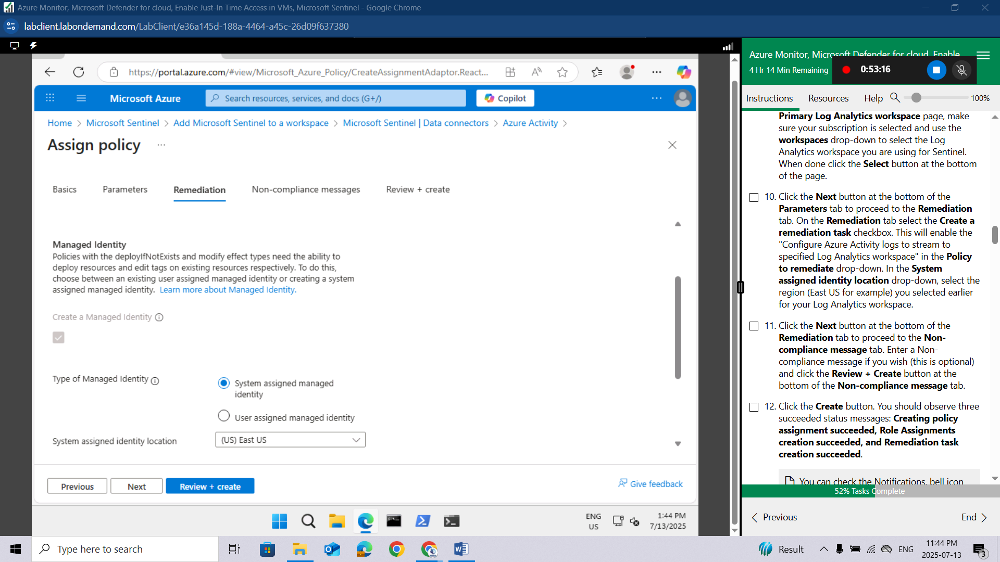 Azure Monitor, Microsoft Defender for cloud, Enable Just-In Time Access in VMs, Microsoft Sentinel - Google Chrome
labclient.labondemand.com/LabClient/e36a145d-188a-4464-a45c-26d09f637380
https://portal.azure.com/#view/Microsoft_Azure_Policy/CreateAssignmentAdaptor.React...
Microsoft Azure
Search resources, services, and docs (G+/)
Copilot
Home > Microsoft Sentinel > Add Microsoft Sentinel to a workspace > Microsoft Sentinel | Data connectors > Azure Activity >
Assign policy ...
Basics
Parameters
Remediation
Non-compliance messages
Review + create
Managed Identity
Policies with the deployIfNotExists and modify effect types need the ability to
deploy resources and edit tags on existing resources respectively. To do this,
choose between an existing user assigned managed identity or creating a system
assigned managed identity. Learn more about Managed Identity.
Create a Managed Identity
Type of Managed Identity
System assigned managed
identity
User assigned managed identity
System assigned identity location
(US) East US
Previous
Next
Review + create
Give feedback
ENG
US
1:44 PM
7/13/2025
Azure Monitor, Microsoft Defender for cloud, Enable
4 Hr 14 Min Remaining
0:53:16
Instructions
Resources
Help
100%
Primary Log Analytics workspace page, make
sure your subscription is selected and use the
workspaces drop-down to select the Log
Analytics workspace you are using for Sentinel.
When done click the Select button at the bottom
of the page.
10. Click the Next button at the bottom of the
Parameters tab to proceed to the Remediation
tab. On the Remediation tab select the Create a
remediation task checkbox. This will enable the
"Configure Azure Activity logs to stream to
specified Log Analytics workspace" in the Policy
to remediate drop-down. In the System
assigned identity location drop-down, select the
region (East US for example) you selected earlier
for your Log Analytics workspace.
11. Click the Next button at the bottom of the
Remediation tab to proceed to the Non-
compliance message tab. Enter a Non-
compliance message if you wish (this is optional)
and click the Review + Create button at the
bottom of the Non-compliance message tab.
12. Click the Create button. You should observe three
succeeded status messages: Creating policy
assignment succeeded, Role Assignments
creation succeeded, and Remediation task
creation succeeded.
You can check the Notifications, bell icon
52% Tasks Complete
Previous
End
Type here to search
Result
ENG
11:44 PM
2025-07-13
3